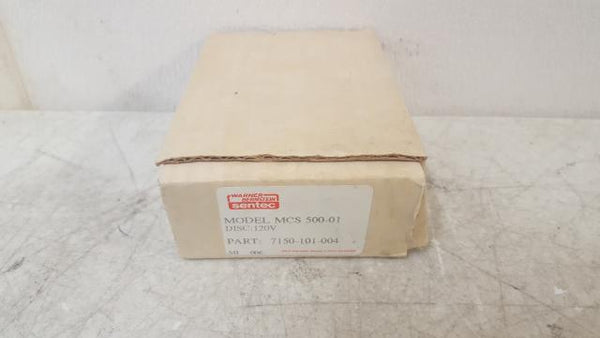 WARNER
ELECTRIC
sentec
MODEL MCS 500-01
DISC:120V
PART: 7150-101-004